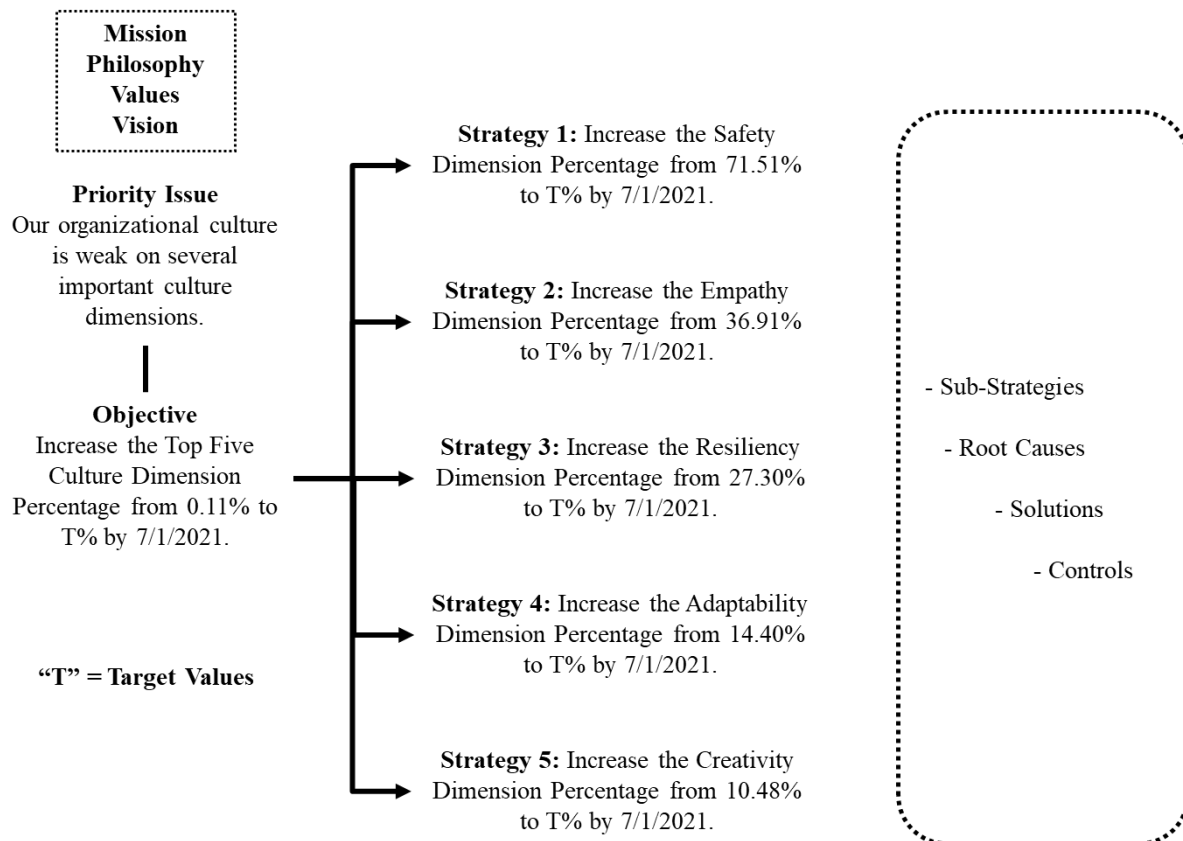 Mission
Philosophy
Values
Vision
Priority Issue
Our organizational culture
is weak on several
important culture
dimensions.
Objective
Increase the Top Five
Culture Dimension
Percentage from 0.11% to
T% by 7/1/2021.
“T” = Target Values
Strategy 1: Increase the Safety
Dimension Percentage from 71.51%
to T% by 7/1/2021.
Strategy 2: Increase the Empathy
Dimension Percentage from 36.91%
to T% by 7/1/2021.
Strategy 3: Increase the Resiliency
Dimension Percentage from 27.30%
to T% by 7/1/2021.
Strategy 4: Increase the Adaptability
Dimension Percentage from 14.40%
to T% by 7/1/2021.
Strategy 5: Increase the Creativity
Dimension Percentage from 10.48%
to T% by 7/1/2021.
- Sub-Strategies
- Root Causes
- Solutions
- Controls